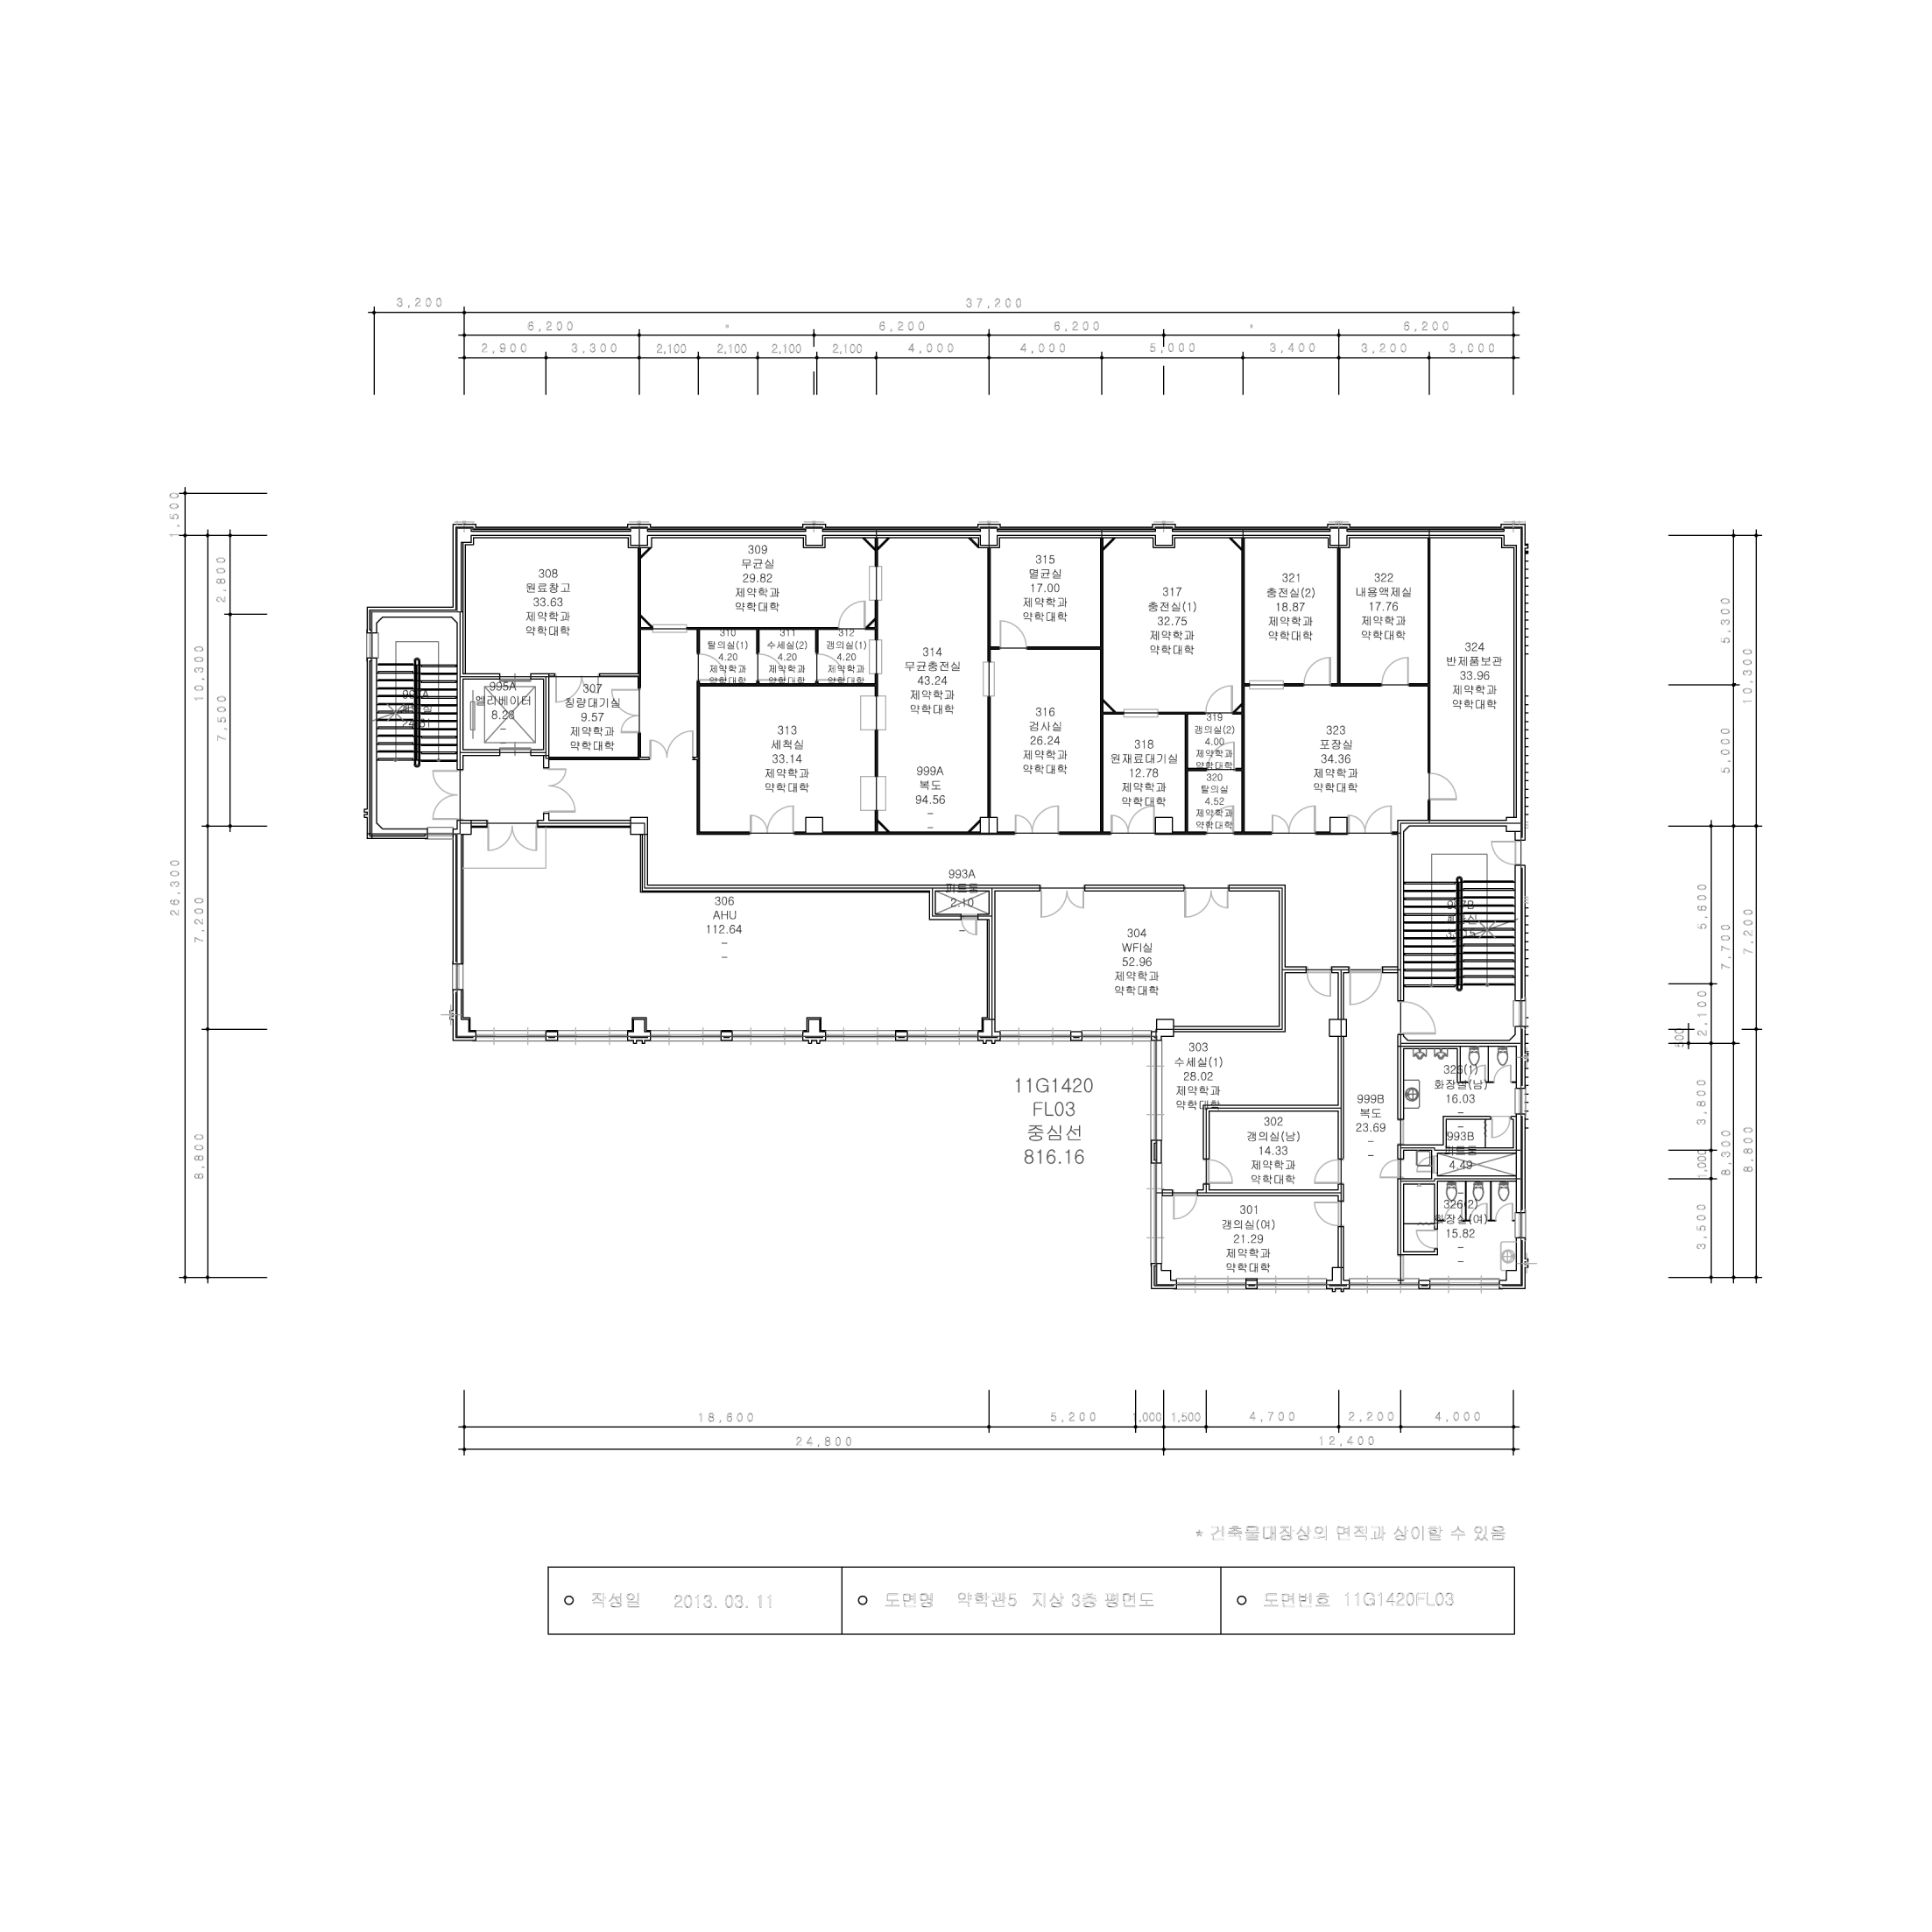 3,200
37,200
6,200
"
6,200
6,200
"
2,900
3,300
2,100
2,100
2,100
2,100
4,000
4,000
5,000
3,400
3,200
3,000
1,500
2,800
10,300
7,500
26,300
7,200
8,800
5,300
10,300
5,000
5,600
7,700
7,200
2,100
500
3,800
1,000
8,300
8,800
3,500
308
원료창고
33.63
제약학과
약학대학
309
무균실
29.82
제약학과
약학대학
310
탈의실(1)
4.20
제약학과
약학대학
311
수세실(2)
4.20
제약학과
약학대학
312
갱의실(1)
4.20
제약학과
약학대학
314
무균충전실
43.24
제약학과
약학대학
315
멸균실
17.00
제약학과
약학대학
317
충전실(1)
32.75
제약학과
약학대학
321
충전실(2)
18.87
제약학과
약학대학
322
내용액제실
17.76
제약학과
약학대학
324
반제품보관
33.96
제약학과
약학대학
995A
엘리베이터
8.28
307
칭량대기실
9.57
제약학과
약학대학
313
세척실
33.14
제약학과
약학대학
999A
복도
94.56
316
검사실
26.24
제약학과
약학대학
318
원재료대기실
12.78
제약학과
약학대학
319
갱의실(2)
4.00
제약학과
약학대학
320
탈의실
4.52
제약학과
약학대학
323
포장실
34.36
제약학과
약학대학
306
AHU
112.64
993A
피트룸
2.10
304
WFI실
52.96
제약학과
약학대학
303
수세실(1)
28.02
제약학과
약학대학
302
갱의실(남)
14.33
제약학과
약학대학
301
갱의실(여)
21.29
제약학과
약학대학
999B
복도
23.69
325(1)
화장실(남)
16.03
993B
피트룸
4.49
326(2)
화장실(여)
15.82
11G1420
FL03
중심선
816.16
18,600
5,200
1,000
1,500
4,700
2,200
4,000
24,800
12,400
* 건축물대장상의 면적과 상이할 수 있음
작성일 2013. 03. 11
도면명 약학관5 지상 3층 평면도
도면번호 11G1420FL03